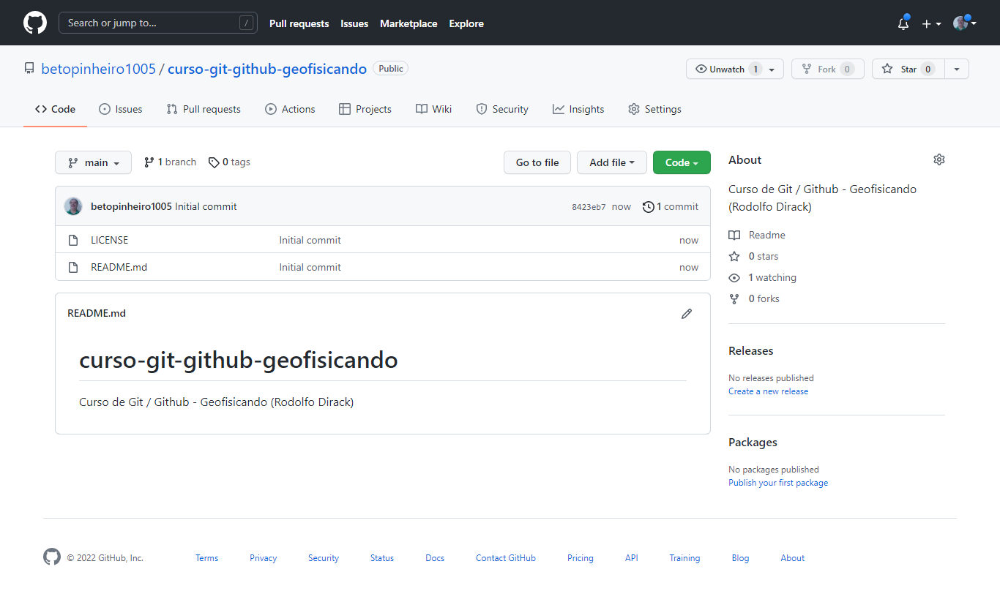 Search or jump to... / Pull requests Issues Marketplace Explore
betopinheiro1005 / curso-git-github-geofisicando Public Unwatch 1 Fork 0 Star 0
Code Issues Pull requests Actions Projects Wiki Security Insights Settings
main 1 branch 0 tags Go to file Add file Code
betopinheiro1005 Initial commit 8423eb7 now 1 commit
LICENSE Initial commit now
README.md Initial commit now
README.md
curso-git-github-geofisicando
Curso de Git / Github - Geofisicando (Rodolfo Dirack)
About
Curso de Git / Github - Geofisicando
(Rodolfo Dirack)
Readme
0 stars
1 watching
0 forks
Releases
No releases published
Create a new release
Packages
No packages published
Publish your first package
© 2022 GitHub, Inc. Terms Privacy Security Status Docs Contact GitHub Pricing API Training Blog About